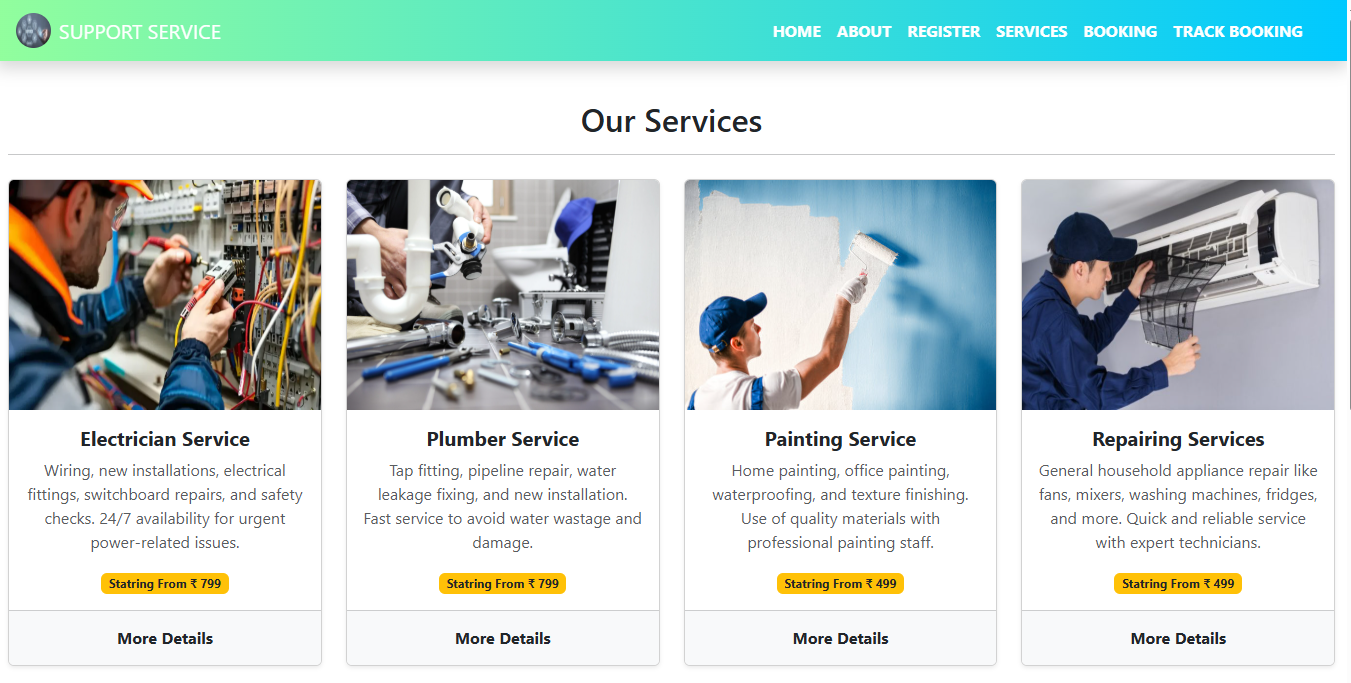 SUPPORT SERVICE
HOME ABOUT REGISTER SERVICES BOOKING TRACK BOOKING
Our Services
Electrician Service
Wiring, new installations, electrical
fittings, switchboard repairs, and safety
checks. 24/7 availability for urgent
power-related issues.
Statring From ₹ 799
More Details
Plumber Service
Tap fitting, pipeline repair, water
leakage fixing, and new installation.
Fast service to avoid water wastage and
damage.
Statring From ₹ 799
More Details
Painting Service
Home painting, office painting,
waterproofing, and texture finishing.
Use of quality materials with
professional painting staff.
Statring From ₹ 499
More Details
Repairing Services
General household appliance repair like
fans, mixers, washing machines, fridges,
and more. Quick and reliable service
with expert technicians.
Statring From ₹ 499
More Details